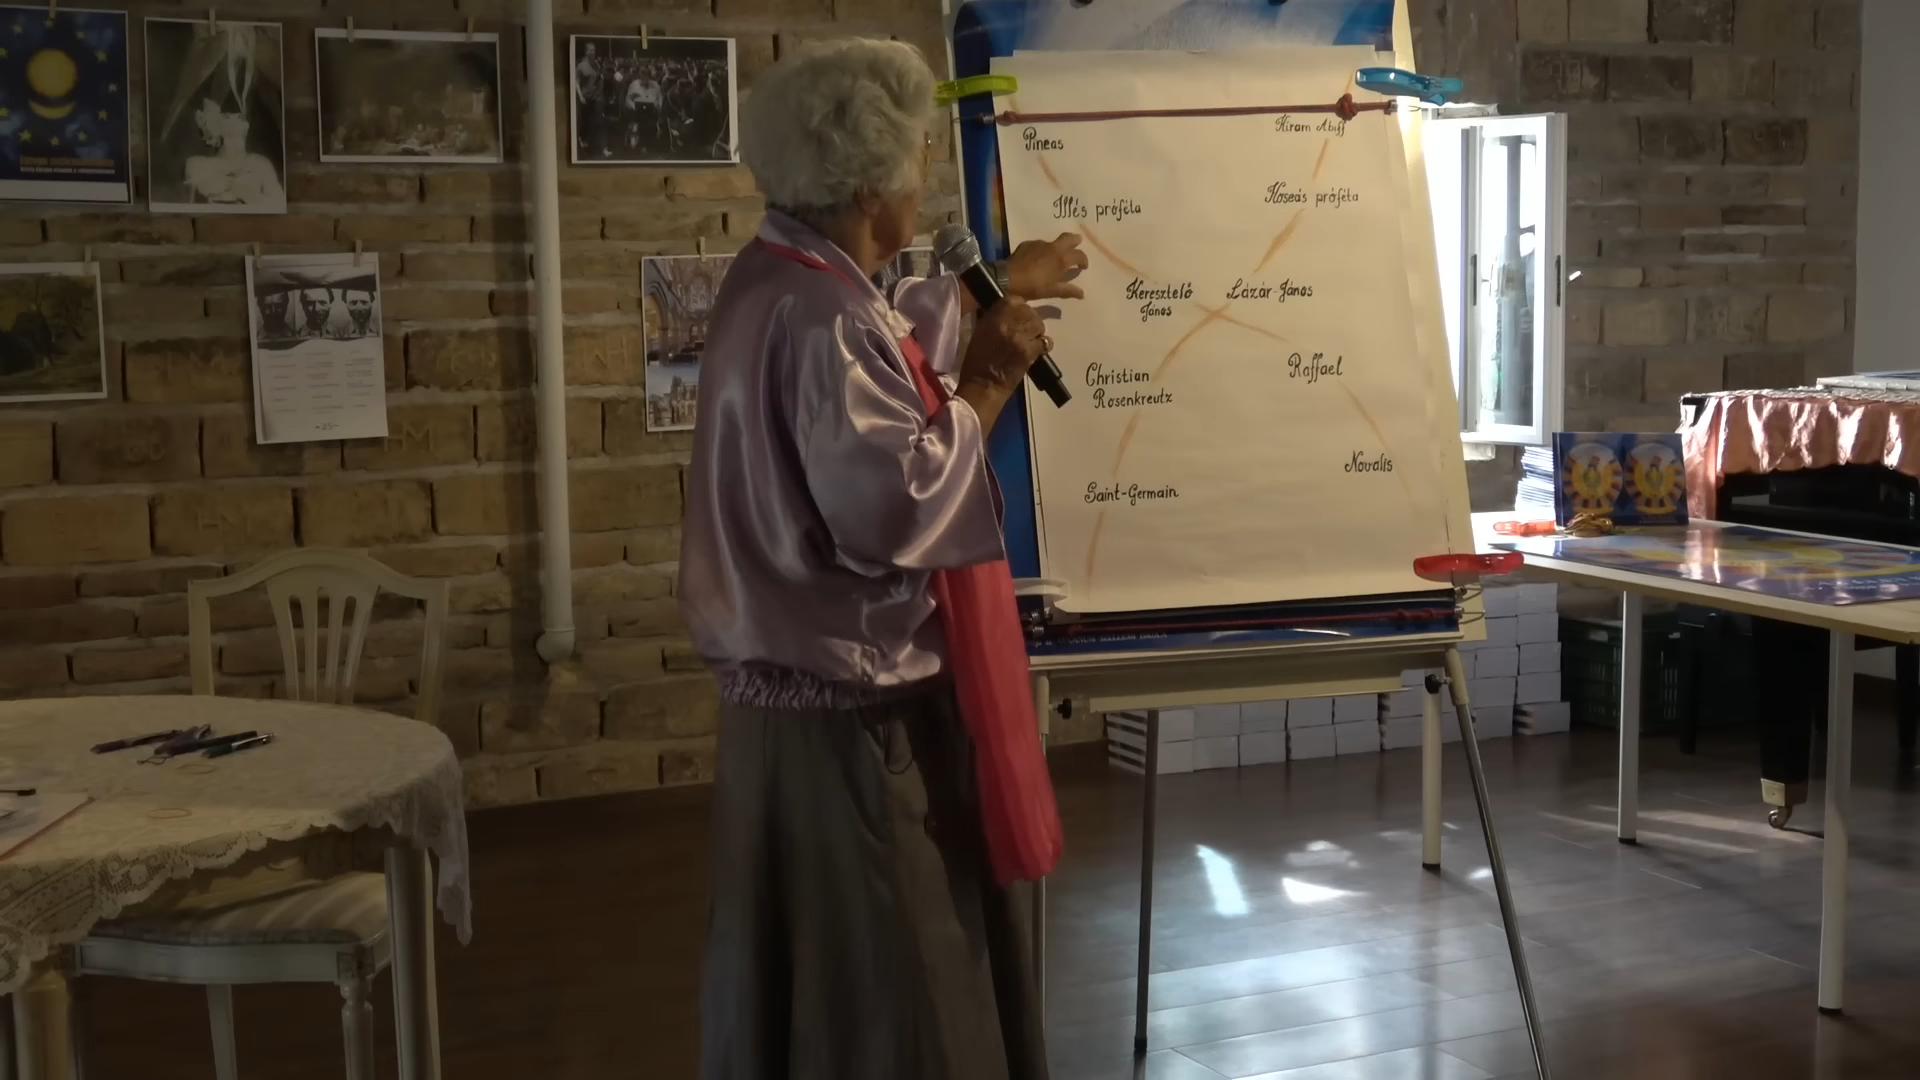 Pineas
Hiram Abiff
Illés próféta
Hoseás próféta
Keresztelő
János
Lázár-János
Christian
Rosenkreutz
Raffael
Novalis
Saint-Germain